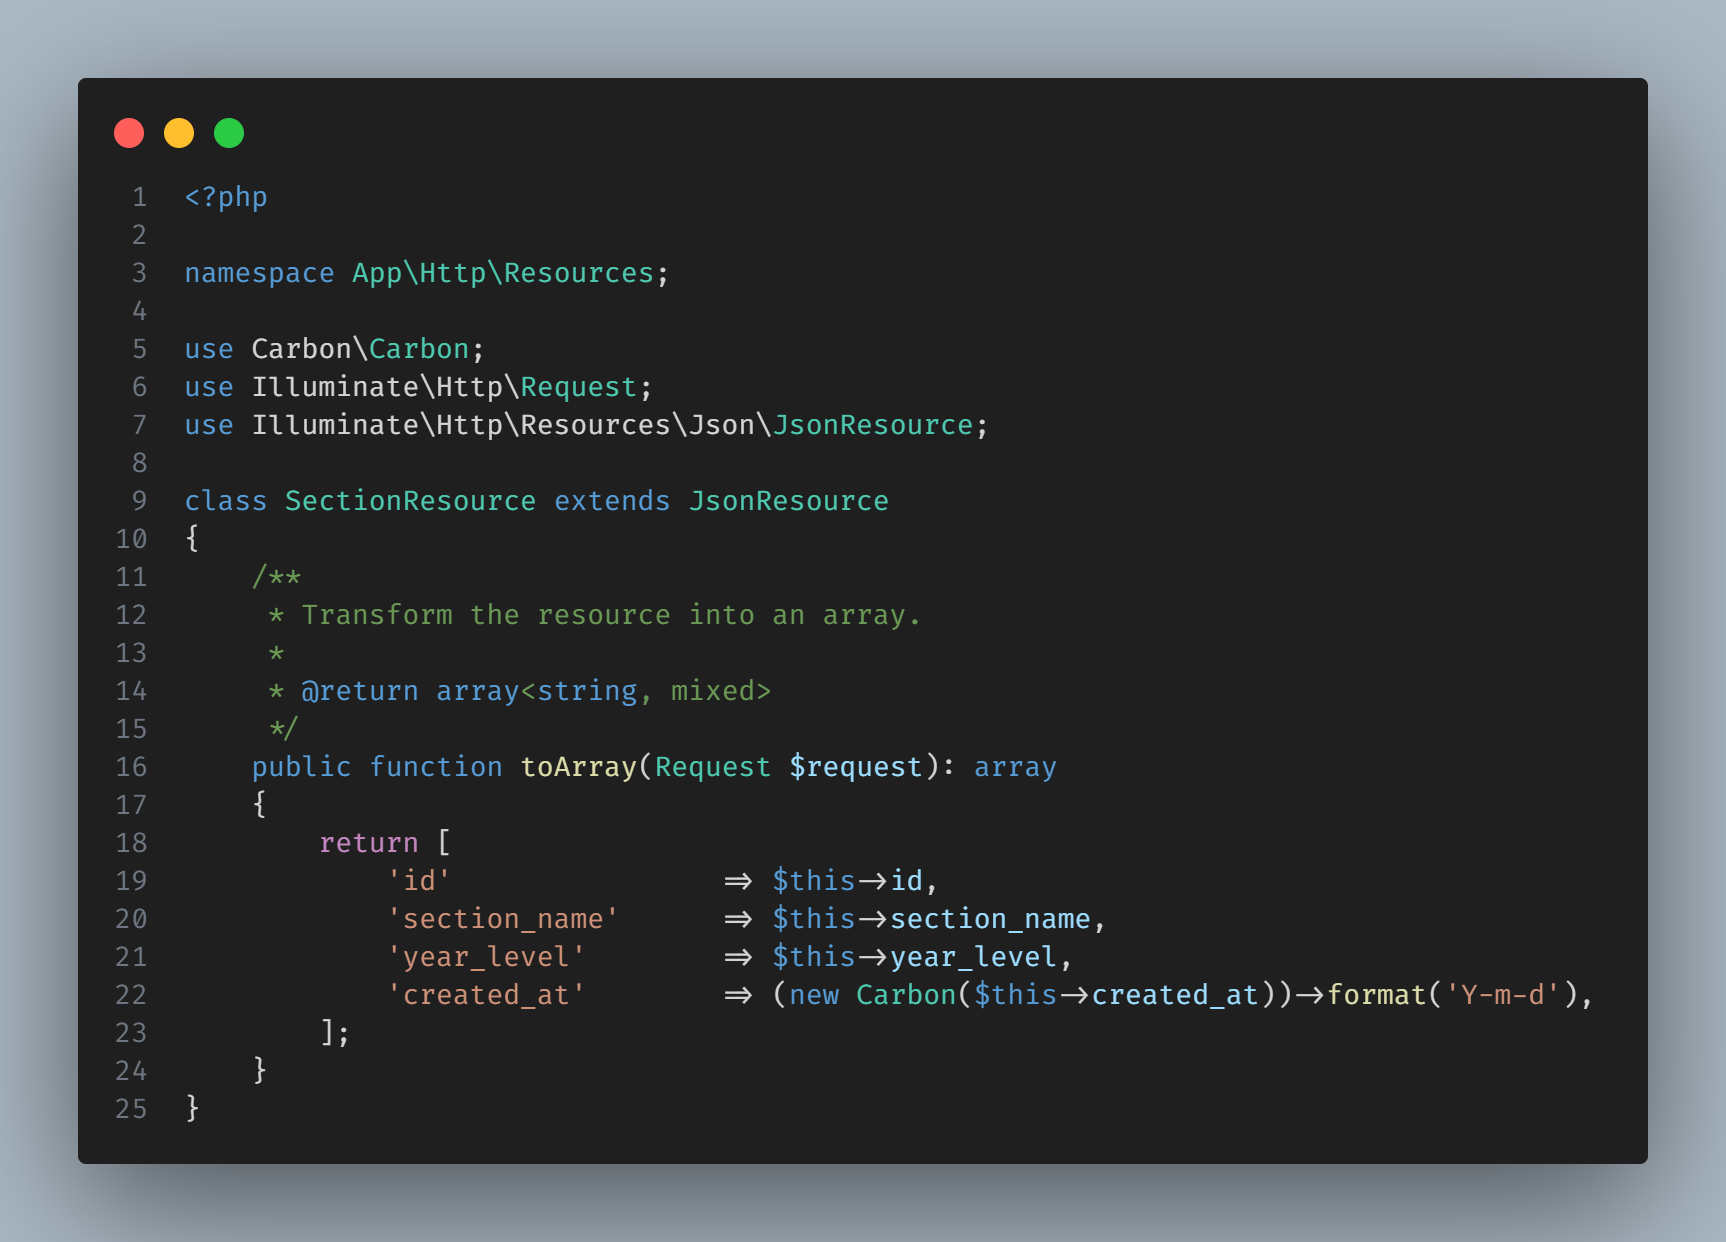 1 <?php
2
3 namespace App\Http\Resources;
4
5 use Carbon\Carbon;
6 use Illuminate\Http\Request;
7 use Illuminate\Http\Resources\Json\JsonResource;
8
9 class SectionResource extends JsonResource
10 {
11     /**
12      * Transform the resource into an array.
13      *
14      * @return array<string, mixed>
15      */
16     public function toArray(Request $request): array
17     {
18         return [
19             'id'                => $this->id,
20             'section_name'      => $this->section_name,
21             'year_level'        => $this->year_level,
22             'created_at'        => (new Carbon($this->created_at))->format('Y-m-d'),
23         ];
24     }
25 }